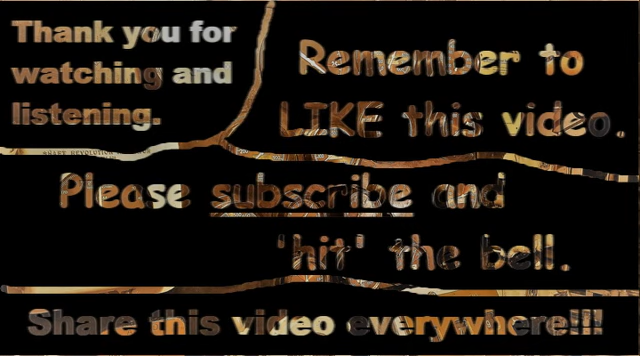 Thank you for
watching and
listening.
Remember to
LIKE this video.
Please subscribe and
'hit' the bell.
Share this video everywhere!!!